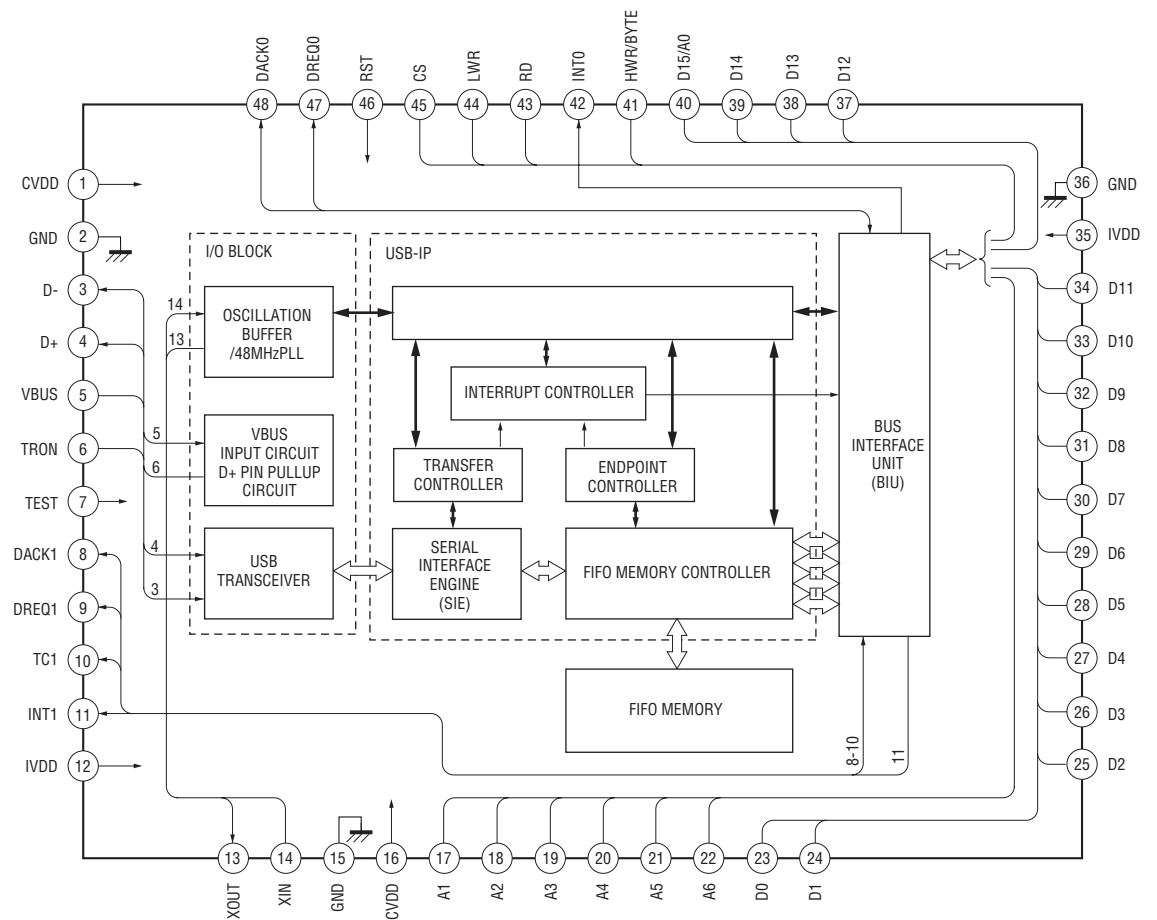 DACK0
DREQ0
RST
CS
LWR
RD
INT0
HWR/BYTE
D15/A0
D14
D13
D12
48
47
46
45
44
43
42
41
40
39
38
37
CVDD
1
GND
2
D-
3
D+
4
VBUS
5
TRON
6
TEST
7
DACK1
8
DREQ1
9
TC1
10
INT1
11
IVDD
12
I/O BLOCK
14
13
OSCILLATION
BUFFER
/48MHzPLL
5
6
VBUS
INPUT CIRCUIT
D+ PIN PULLUP
CIRCUIT
4
3
USB
TRANSCEIVER
USB-IP
INTERRUPT CONTROLLER
TRANSFER
CONTROLLER
ENDPOINT
CONTROLLER
SERIAL
INTERFACE
ENGINE
(SIE)
FIFO MEMORY CONTROLLER
FIFO MEMORY
BUS
INTERFACE
UNIT
(BIU)
8-10
11
36
GND
35
IVDD
34
D11
33
D10
32
D9
31
D8
30
D7
29
D6
28
D5
27
D4
26
D3
25
D2
13
14
15
16
17
18
19
20
21
22
23
24
XOUT
XIN
GND
CVDD
A1
A2
A3
A4
A5
A6
D0
D1